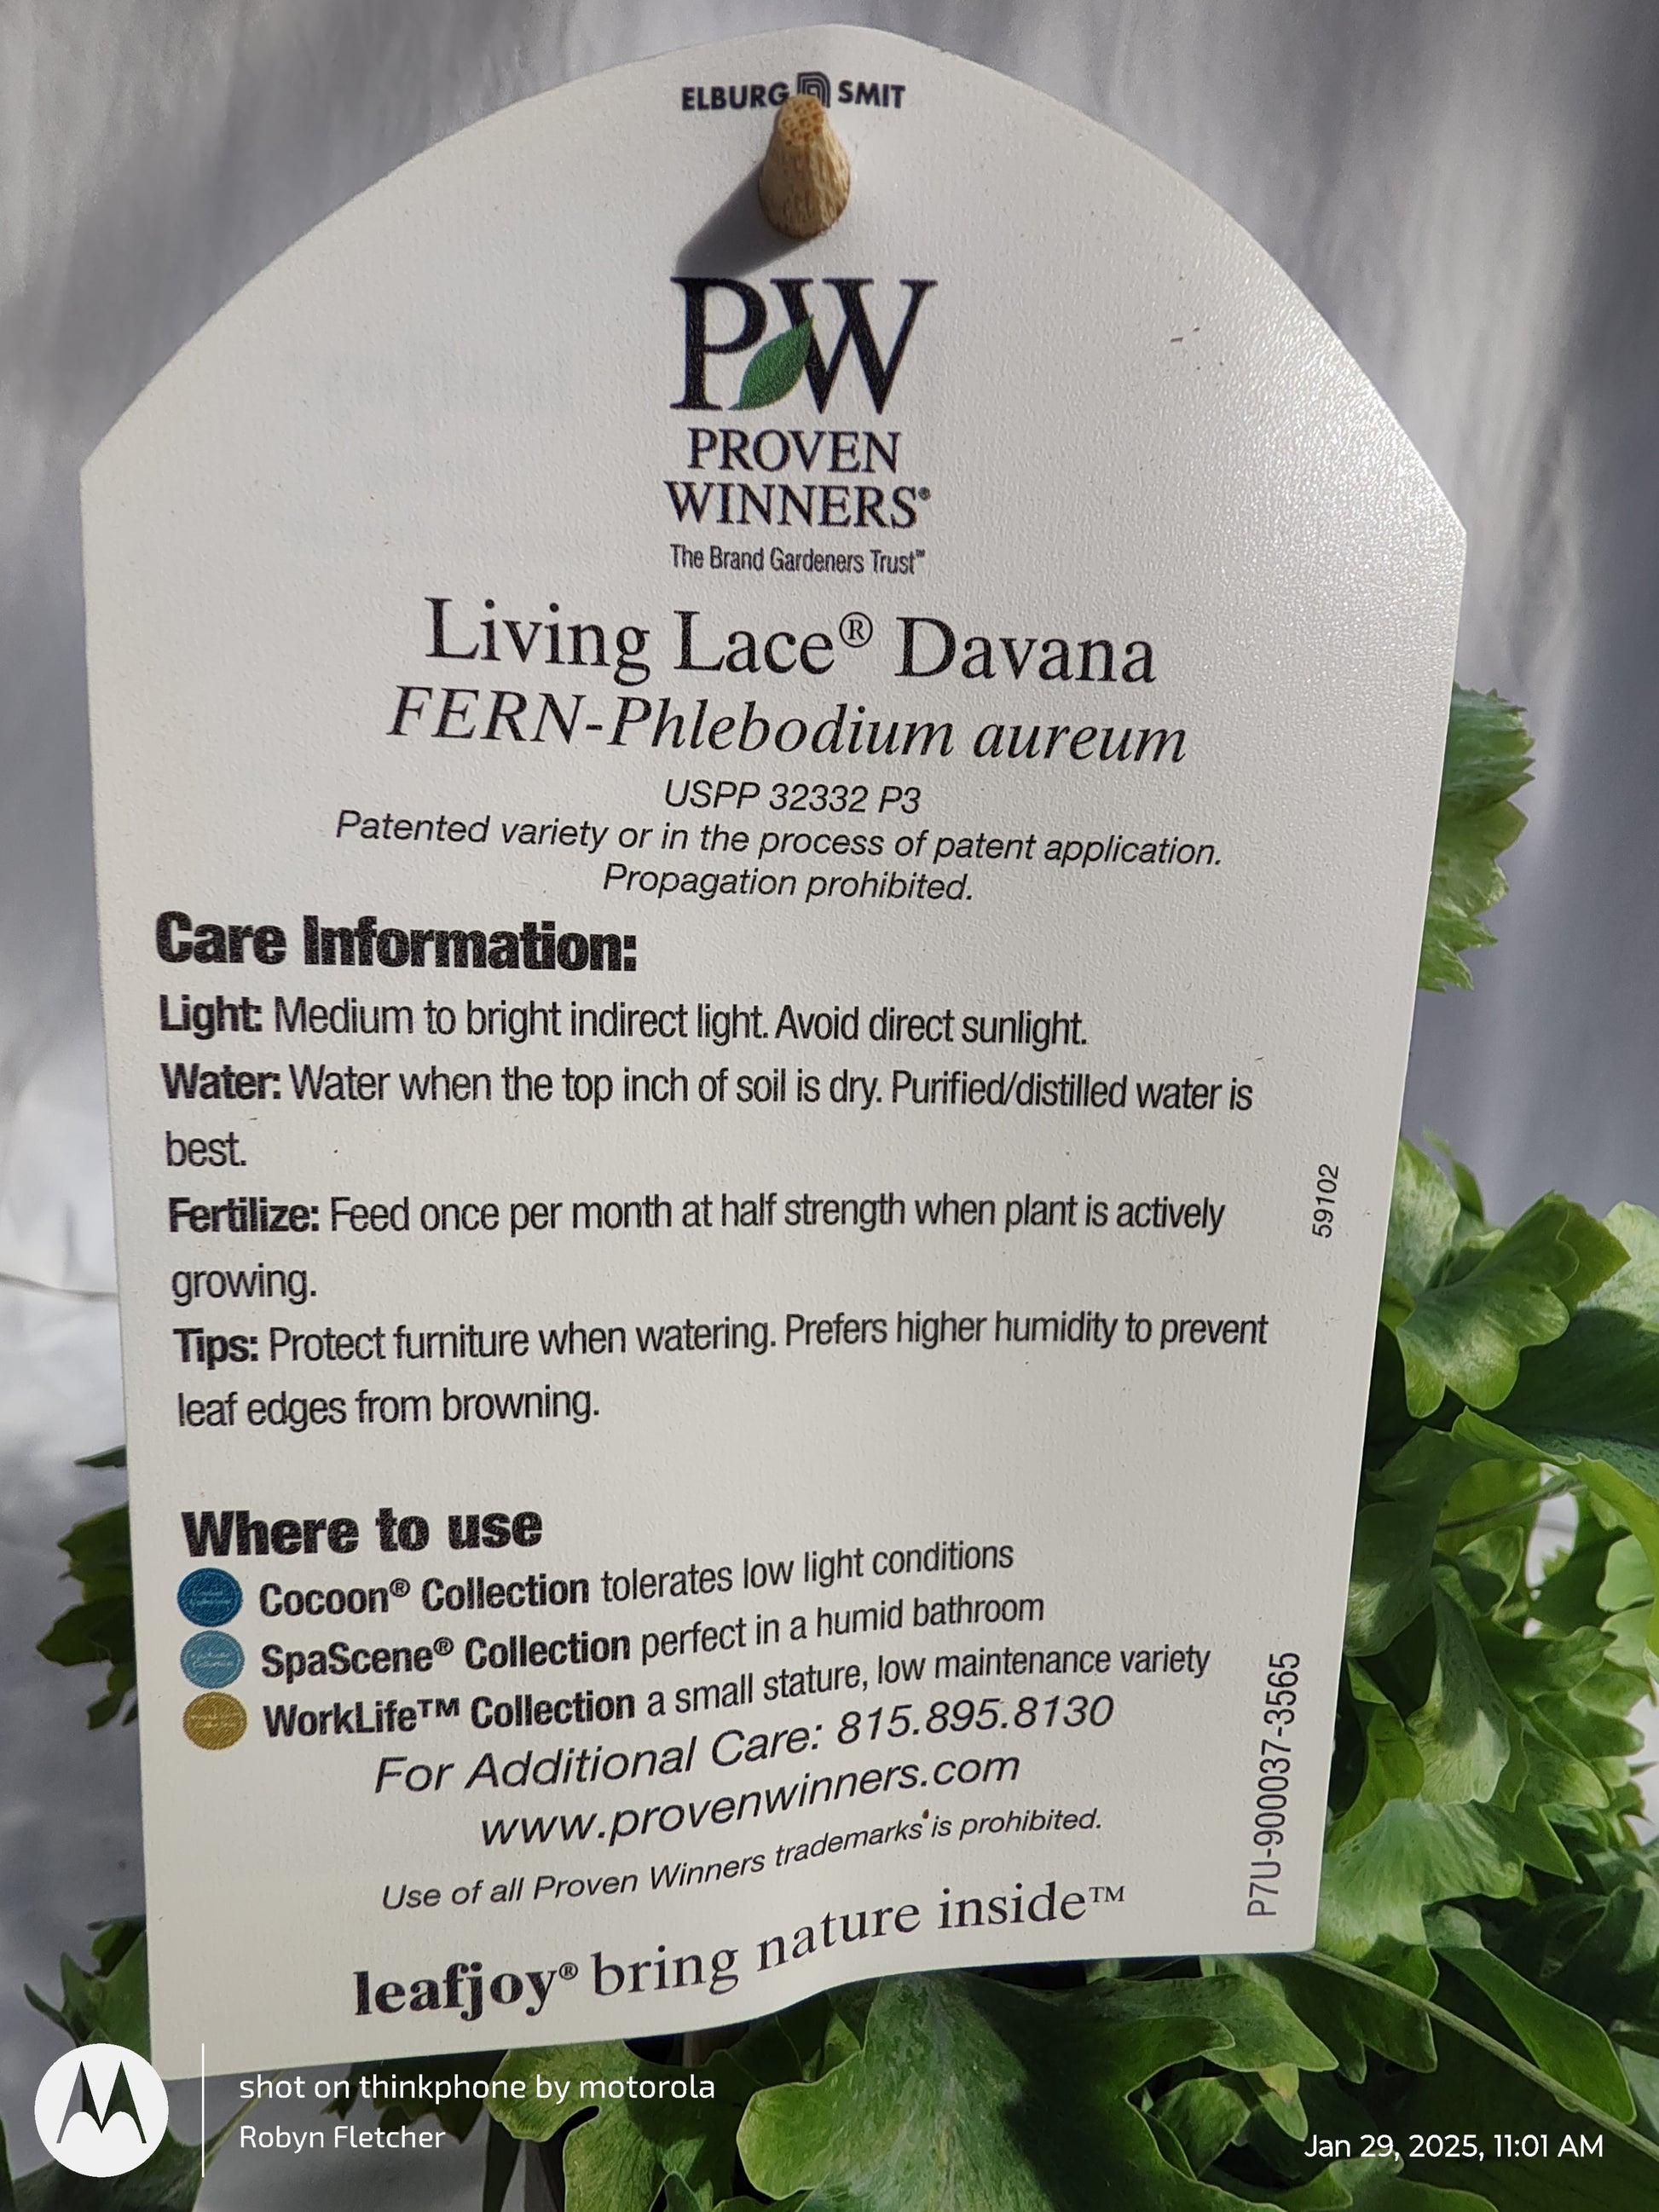 ELBURG SMIT
PW
PROVEN
WINNERS®
The Brand Gardeners Trust™
Living Lace® Davana
FERN-Phlebodium aureum
USPP 32332 P3
Patented variety or in the process of patent application.
Propagation prohibited.
Care Information:
Light: Medium to bright indirect light. Avoid direct sunlight.
Water: Water when the top inch of soil is dry. Purified/distilled water is
best.
Fertilize: Feed once per month at half strength when plant is actively
growing.
Tips: Protect furniture when watering. Prefers higher humidity to prevent
leaf edges from browning.
59102
Where to use
Cocoon® Collection tolerates low light conditions
SpaScene® Collection perfect in a humid bathroom
WorkLife™ Collection a small stature, low maintenance variety
For Additional Care: 815.895.8130
www.provenwinners.com
Use of all Proven Winners trademarks is prohibited.
leafjoy® bring nature inside™
P7U-900037-3565
shot on thinkphone by motorola
Robyn Fletcher
Jan 29, 2025, 11:01 AM